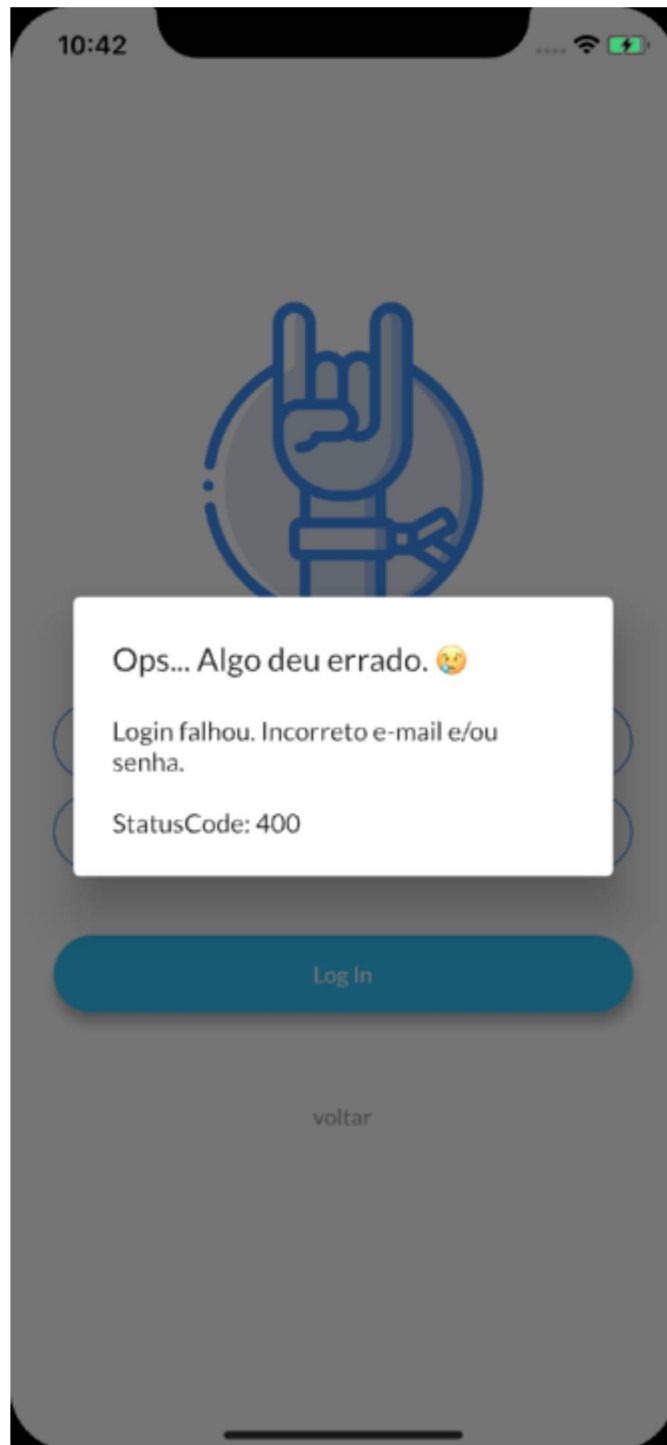 10:42
Ops... Algo deu errado. 😢
Login falhou. Incorreto e-mail e/ou
senha.
StatusCode: 400
Log In
voltar